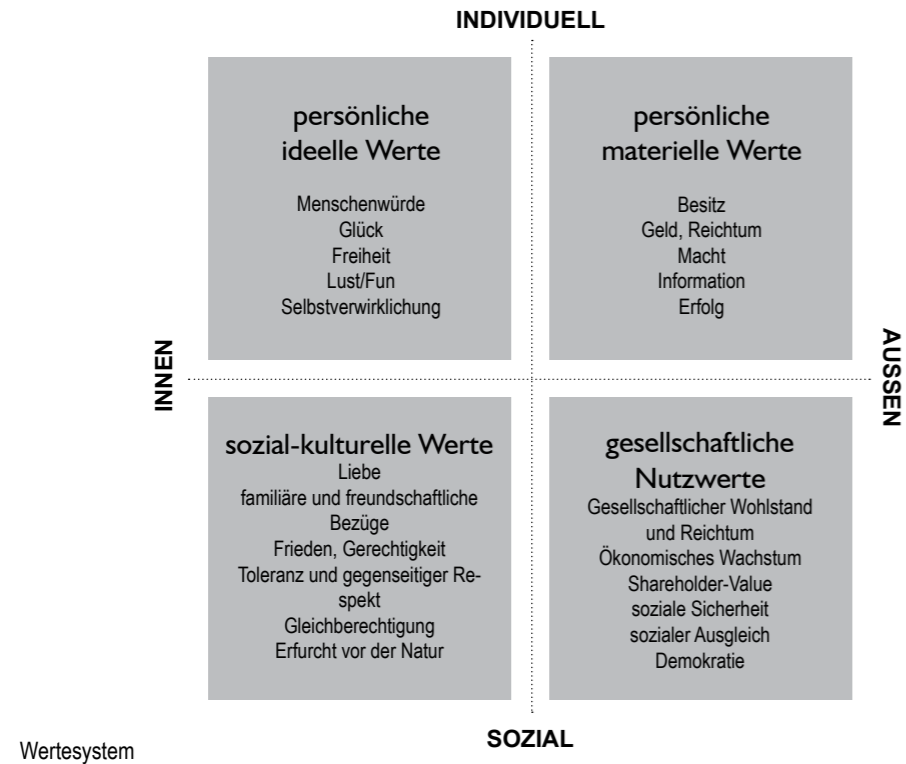 INDIVIDUELL
persönliche
ideelle Werte
Menschenwürde
Glück
Freiheit
Lust/Fun
Selbstverwirklichung
persönliche
materielle Werte
Besitz
Geld, Reichtum
Macht
Information
Erfolg
INNEN
AUSSEN
sozial-kulturelle Werte
Liebe
familiäre und freundschaftliche
Bezüge
Frieden, Gerechtigkeit
Toleranz und gegenseitiger Re-
spekt
Gleichberechtigung
Erfurcht vor der Natur
gesellschaftliche
Nutzwerte
Gesellschaftlicher Wohlstand
und Reichtum
Ökonomisches Wachstum
Shareholder-Value
soziale Sicherheit
sozialer Ausgleich
Demokratie
SOZIAL
Wertesystem